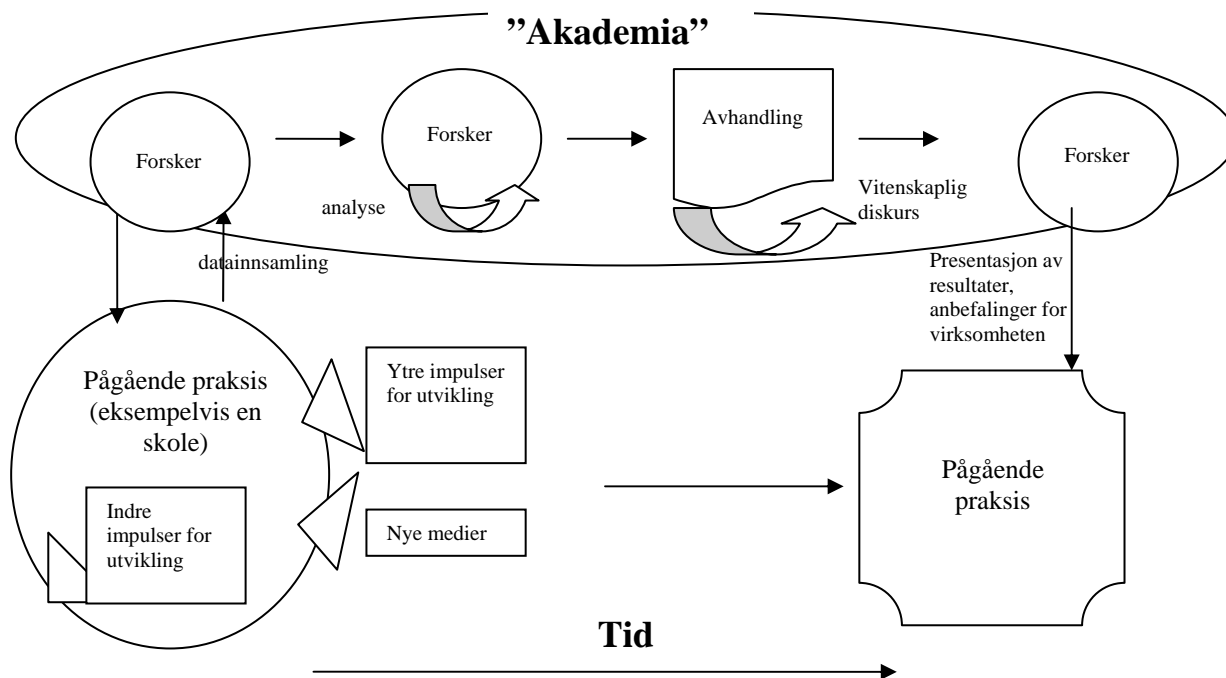 ”Akademia”
Forsker
Forsker
Avhandling
Forsker
analyse
Vitenskaplig
diskurs
datainnsamling
Presentasjon av
resultater,
anbefalinger for
virksomheten
Pågående praksis
(eksempelvis en
skole)
Ytre impulser
for utvikling
Indre
impulser for
utvikling
Nye medier
Pågående
praksis
Tid